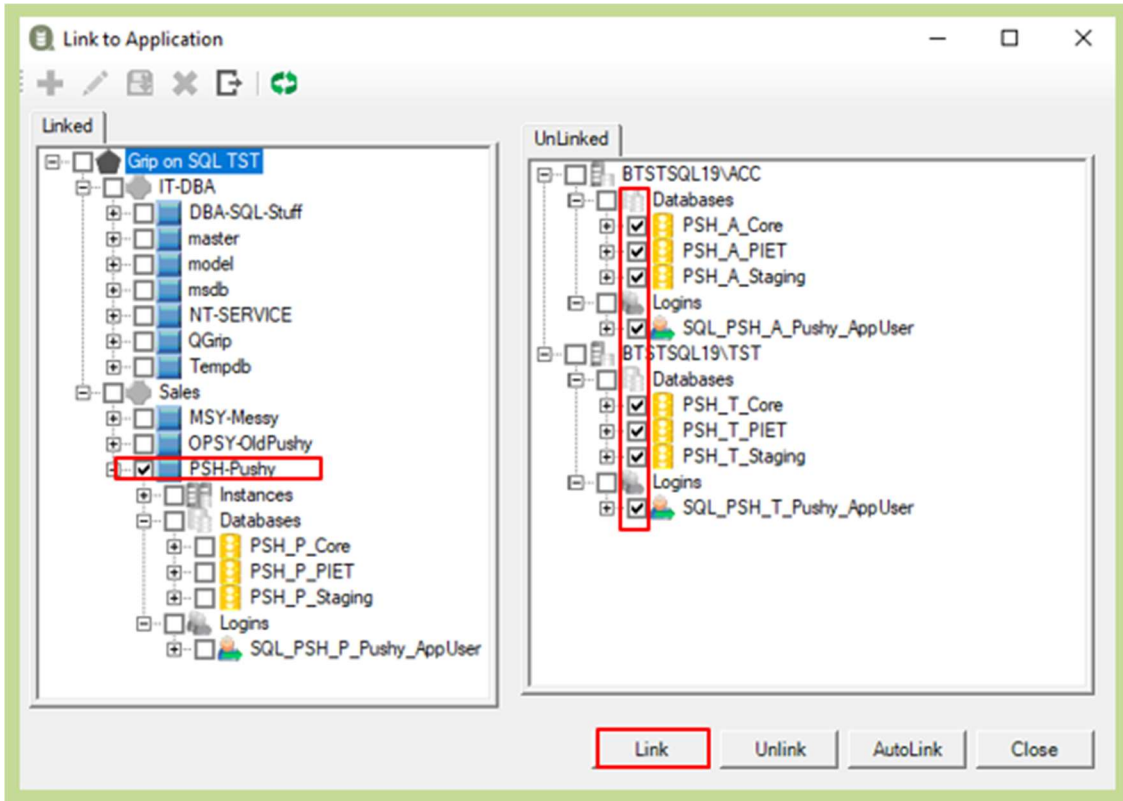 Link to Application
Linked
Grip on SQL TST
IT-DBA
DBA-SQL-Stuff
master
model
msdb
NT-SERVICE
QGrip
Tempdb
Sales
MSY-Messy
OPSY-OldPushy
PSH-Pushy
Instances
Databases
PSH_P_Core
PSH_P_PIET
PSH_P_Staging
Logins
SQL_PSH_P_Pushy_AppUser
UnLinked
BTSTSQL19\ACC
Databases
PSH_A_Core
PSH_A_PIET
PSH_A_Staging
Logins
SQL_PSH_A_Pushy_AppUser
BTSTSQL19\TST
Databases
PSH_T_Core
PSH_T_PIET
PSH_T_Staging
Logins
SQL_PSH_T_Pushy_AppUser
Link Unlink AutoLink Close